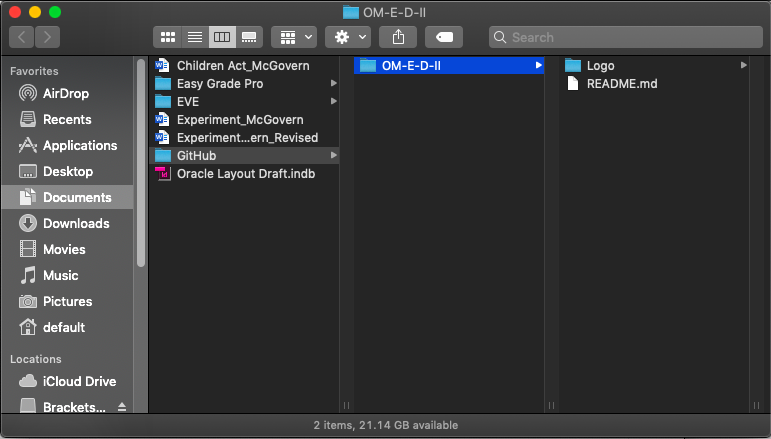 OM-E-D-II
Search
Favorites
AirDrop
Recents
Applications
Desktop
Documents
Downloads
Movies
Music
Pictures
default
Locations
iCloud Drive
Brackets...
Children Act_McGovern
Easy Grade Pro
EVE
Experiment_McGovern
Experiment...ern_Revised
GitHub
Oracle Layout Draft.indb
OM-E-D-II
Logo
README.md
2 items, 21.14 GB available